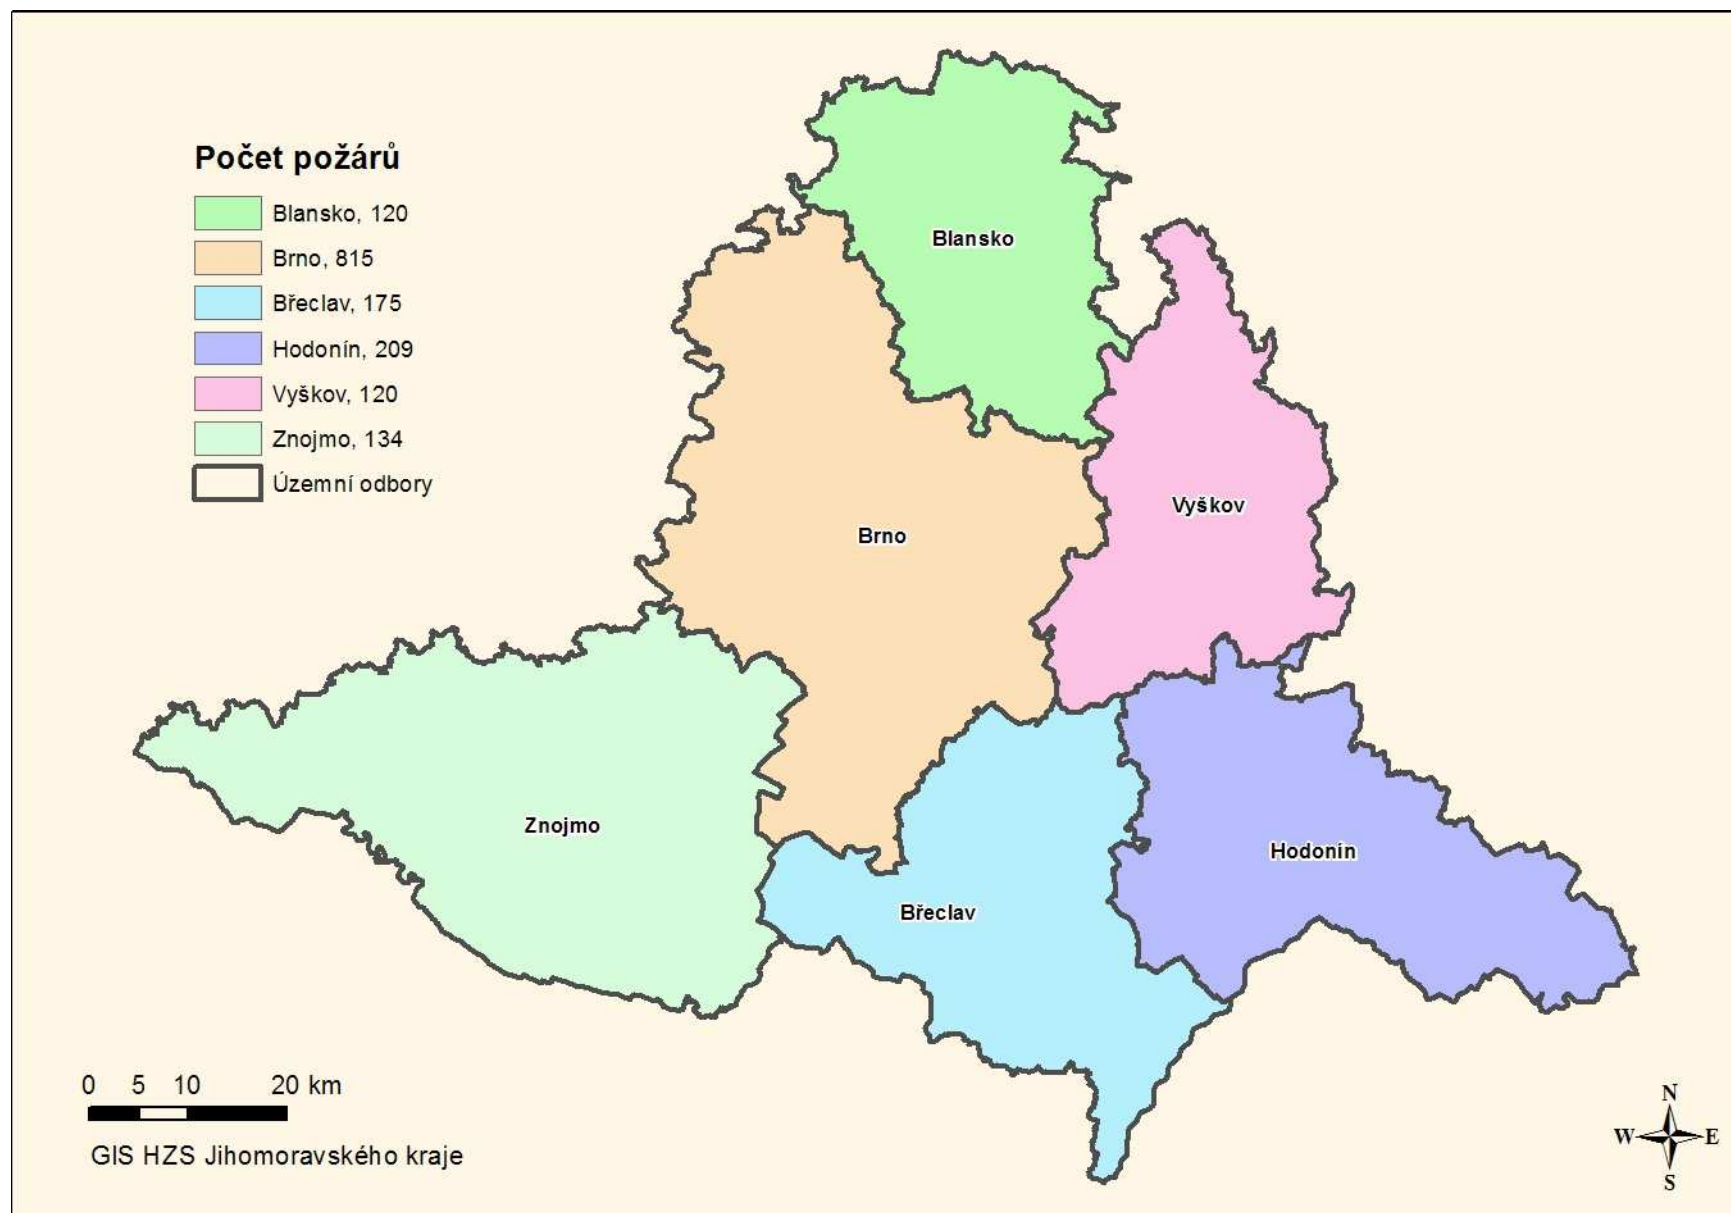 Počet požárů
Blansko, 120
Brno, 815
Břeclav, 175
Hodonín, 209
Vyškov, 120
Znojmo, 134
Územní odbory
Blansko
Vyškov
Brno
Znojmo
Hodonín
Břeclav
0 5 10 20 km
GIS HZS Jihomoravského kraje
N
W E
S